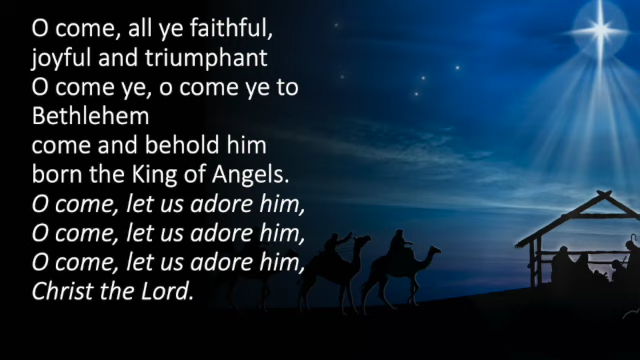 O come, all ye faithful,
joyful and triumphant
O come ye, o come ye to
Bethlehem
come and behold him
born the King of Angels.
O come, let us adore him,
O come, let us adore him,
O come, let us adore him,
Christ the Lord.